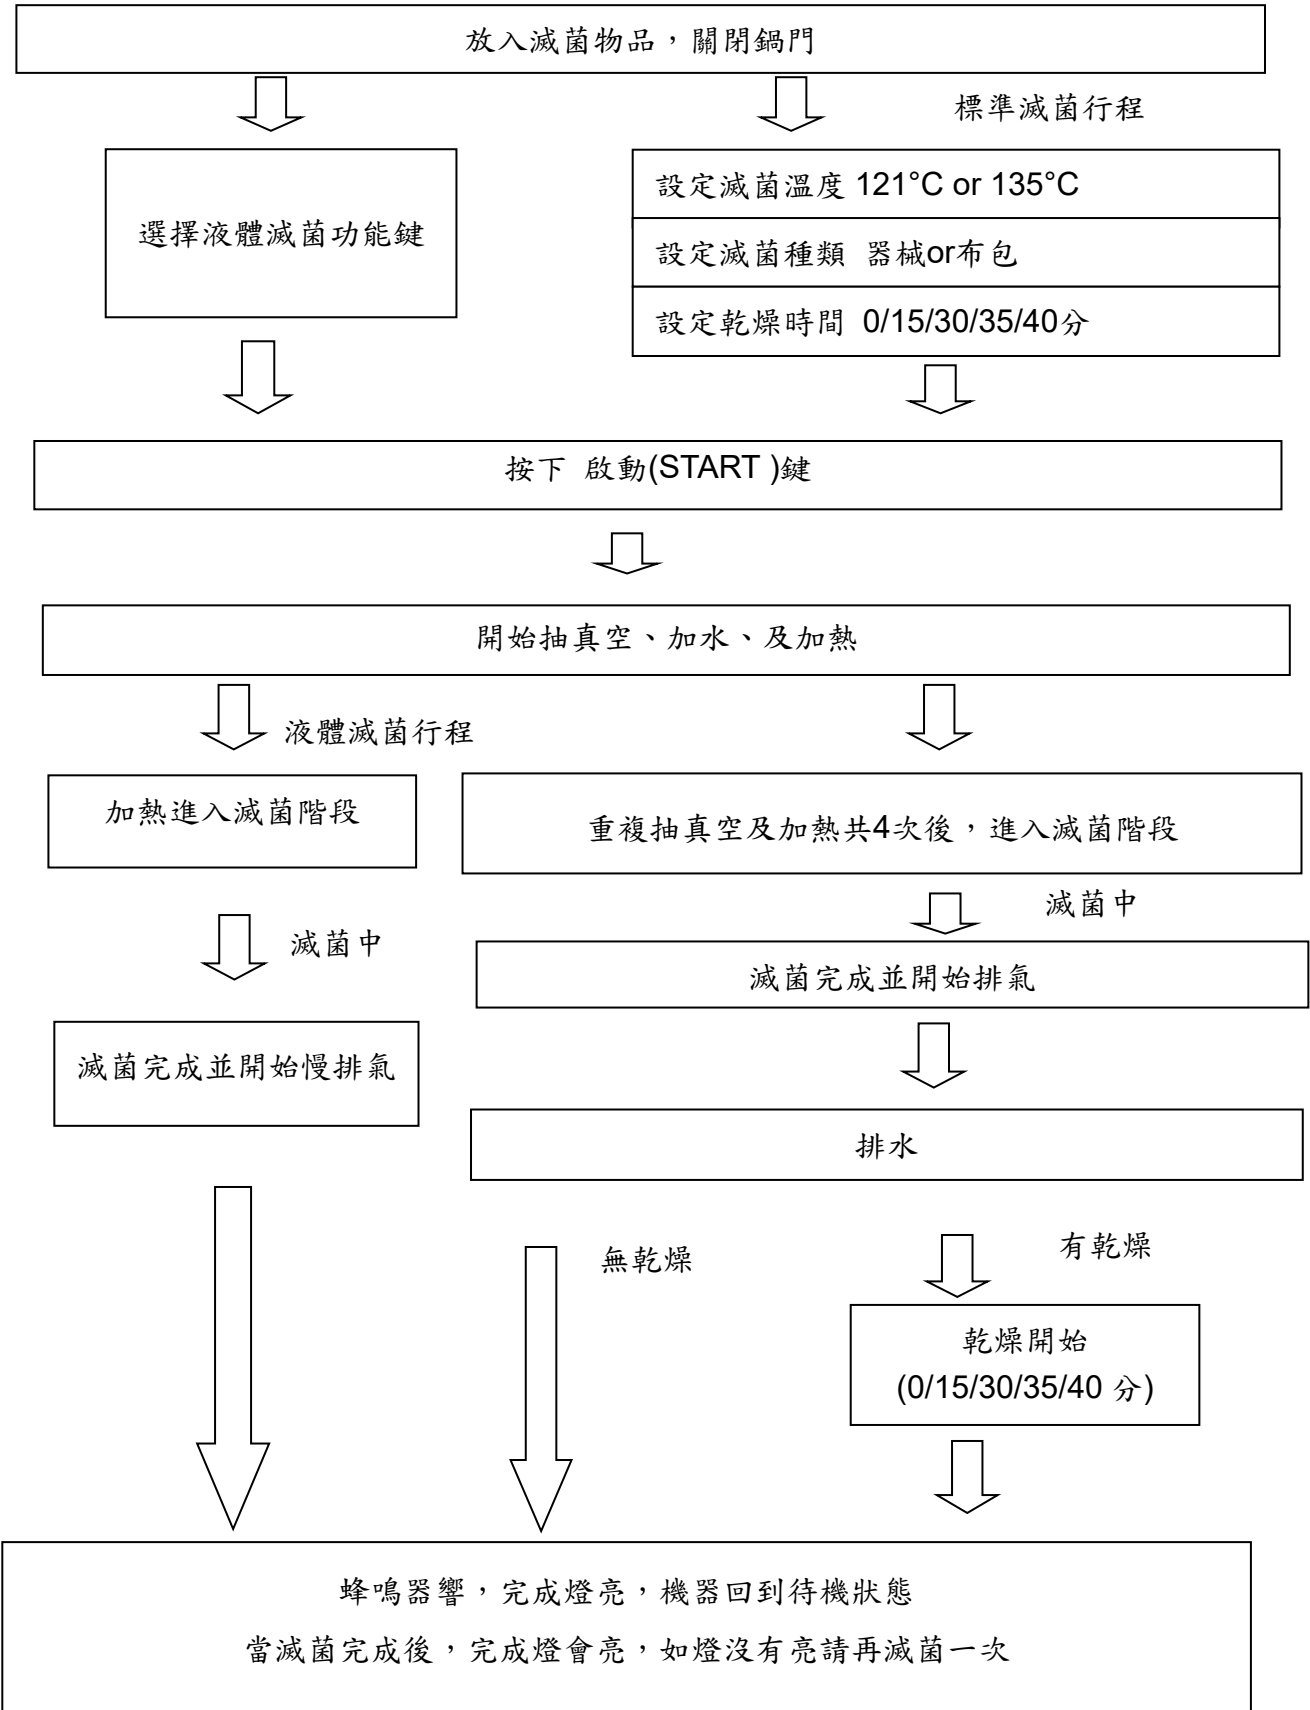 放入滅菌物品，關閉鍋門
標準滅菌行程
選擇液體滅菌功能鍵
設定滅菌溫度 121°C or 135°C
設定滅菌種類 器械or布包
設定乾燥時間 0/15/30/35/40分
按下 啟動(START )鍵
開始抽真空、加水、及加熱
液體滅菌行程
加熱進入滅菌階段
重複抽真空及加熱共4次後，進入滅菌階段
滅菌中
滅菌中
滅菌完成並開始排氣
滅菌完成並開始慢排氣
排水
無乾燥
有乾燥
乾燥開始
(0/15/30/35/40 分)
蜂鳴器響，完成燈亮，機器回到待機狀態
當滅菌完成後，完成燈會亮，如燈沒有亮請再滅菌一次